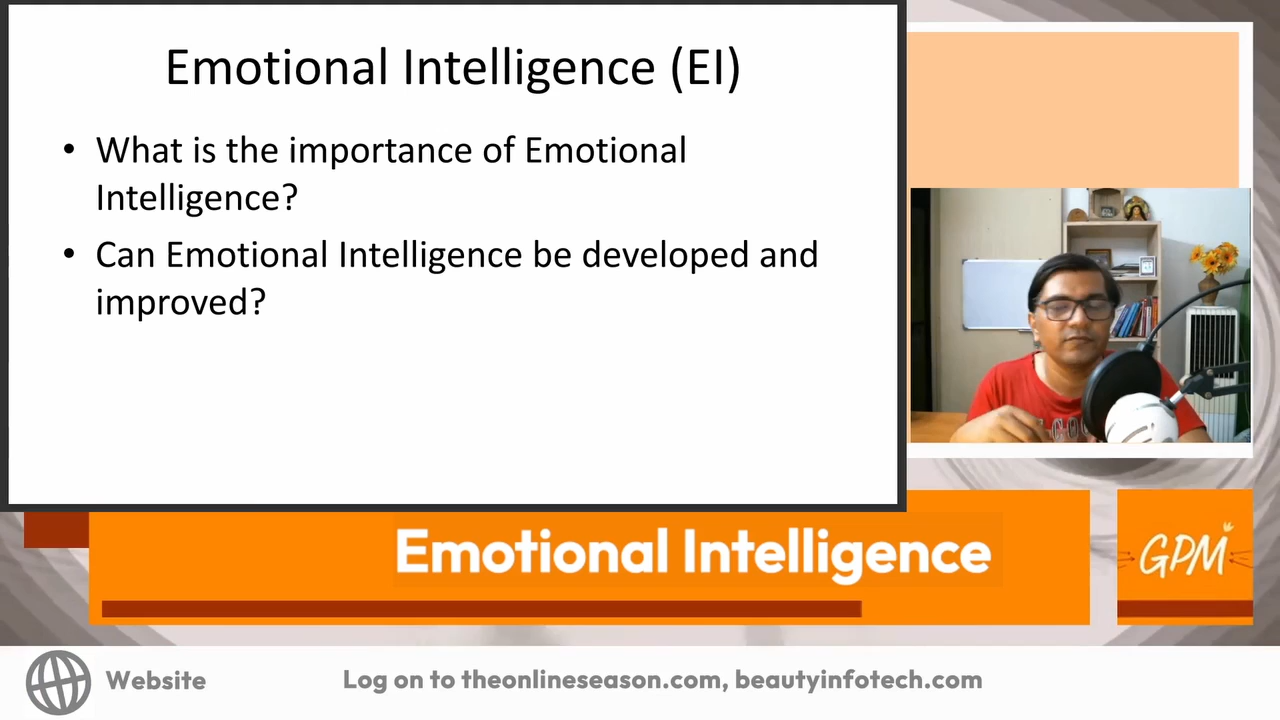 Emotional Intelligence (EI)
• What is the importance of Emotional
Intelligence?
• Can Emotional Intelligence be developed and
improved?
Emotional Intelligence
GPM
Website
Log on to theonlineseason.com, beautyinfotech.com